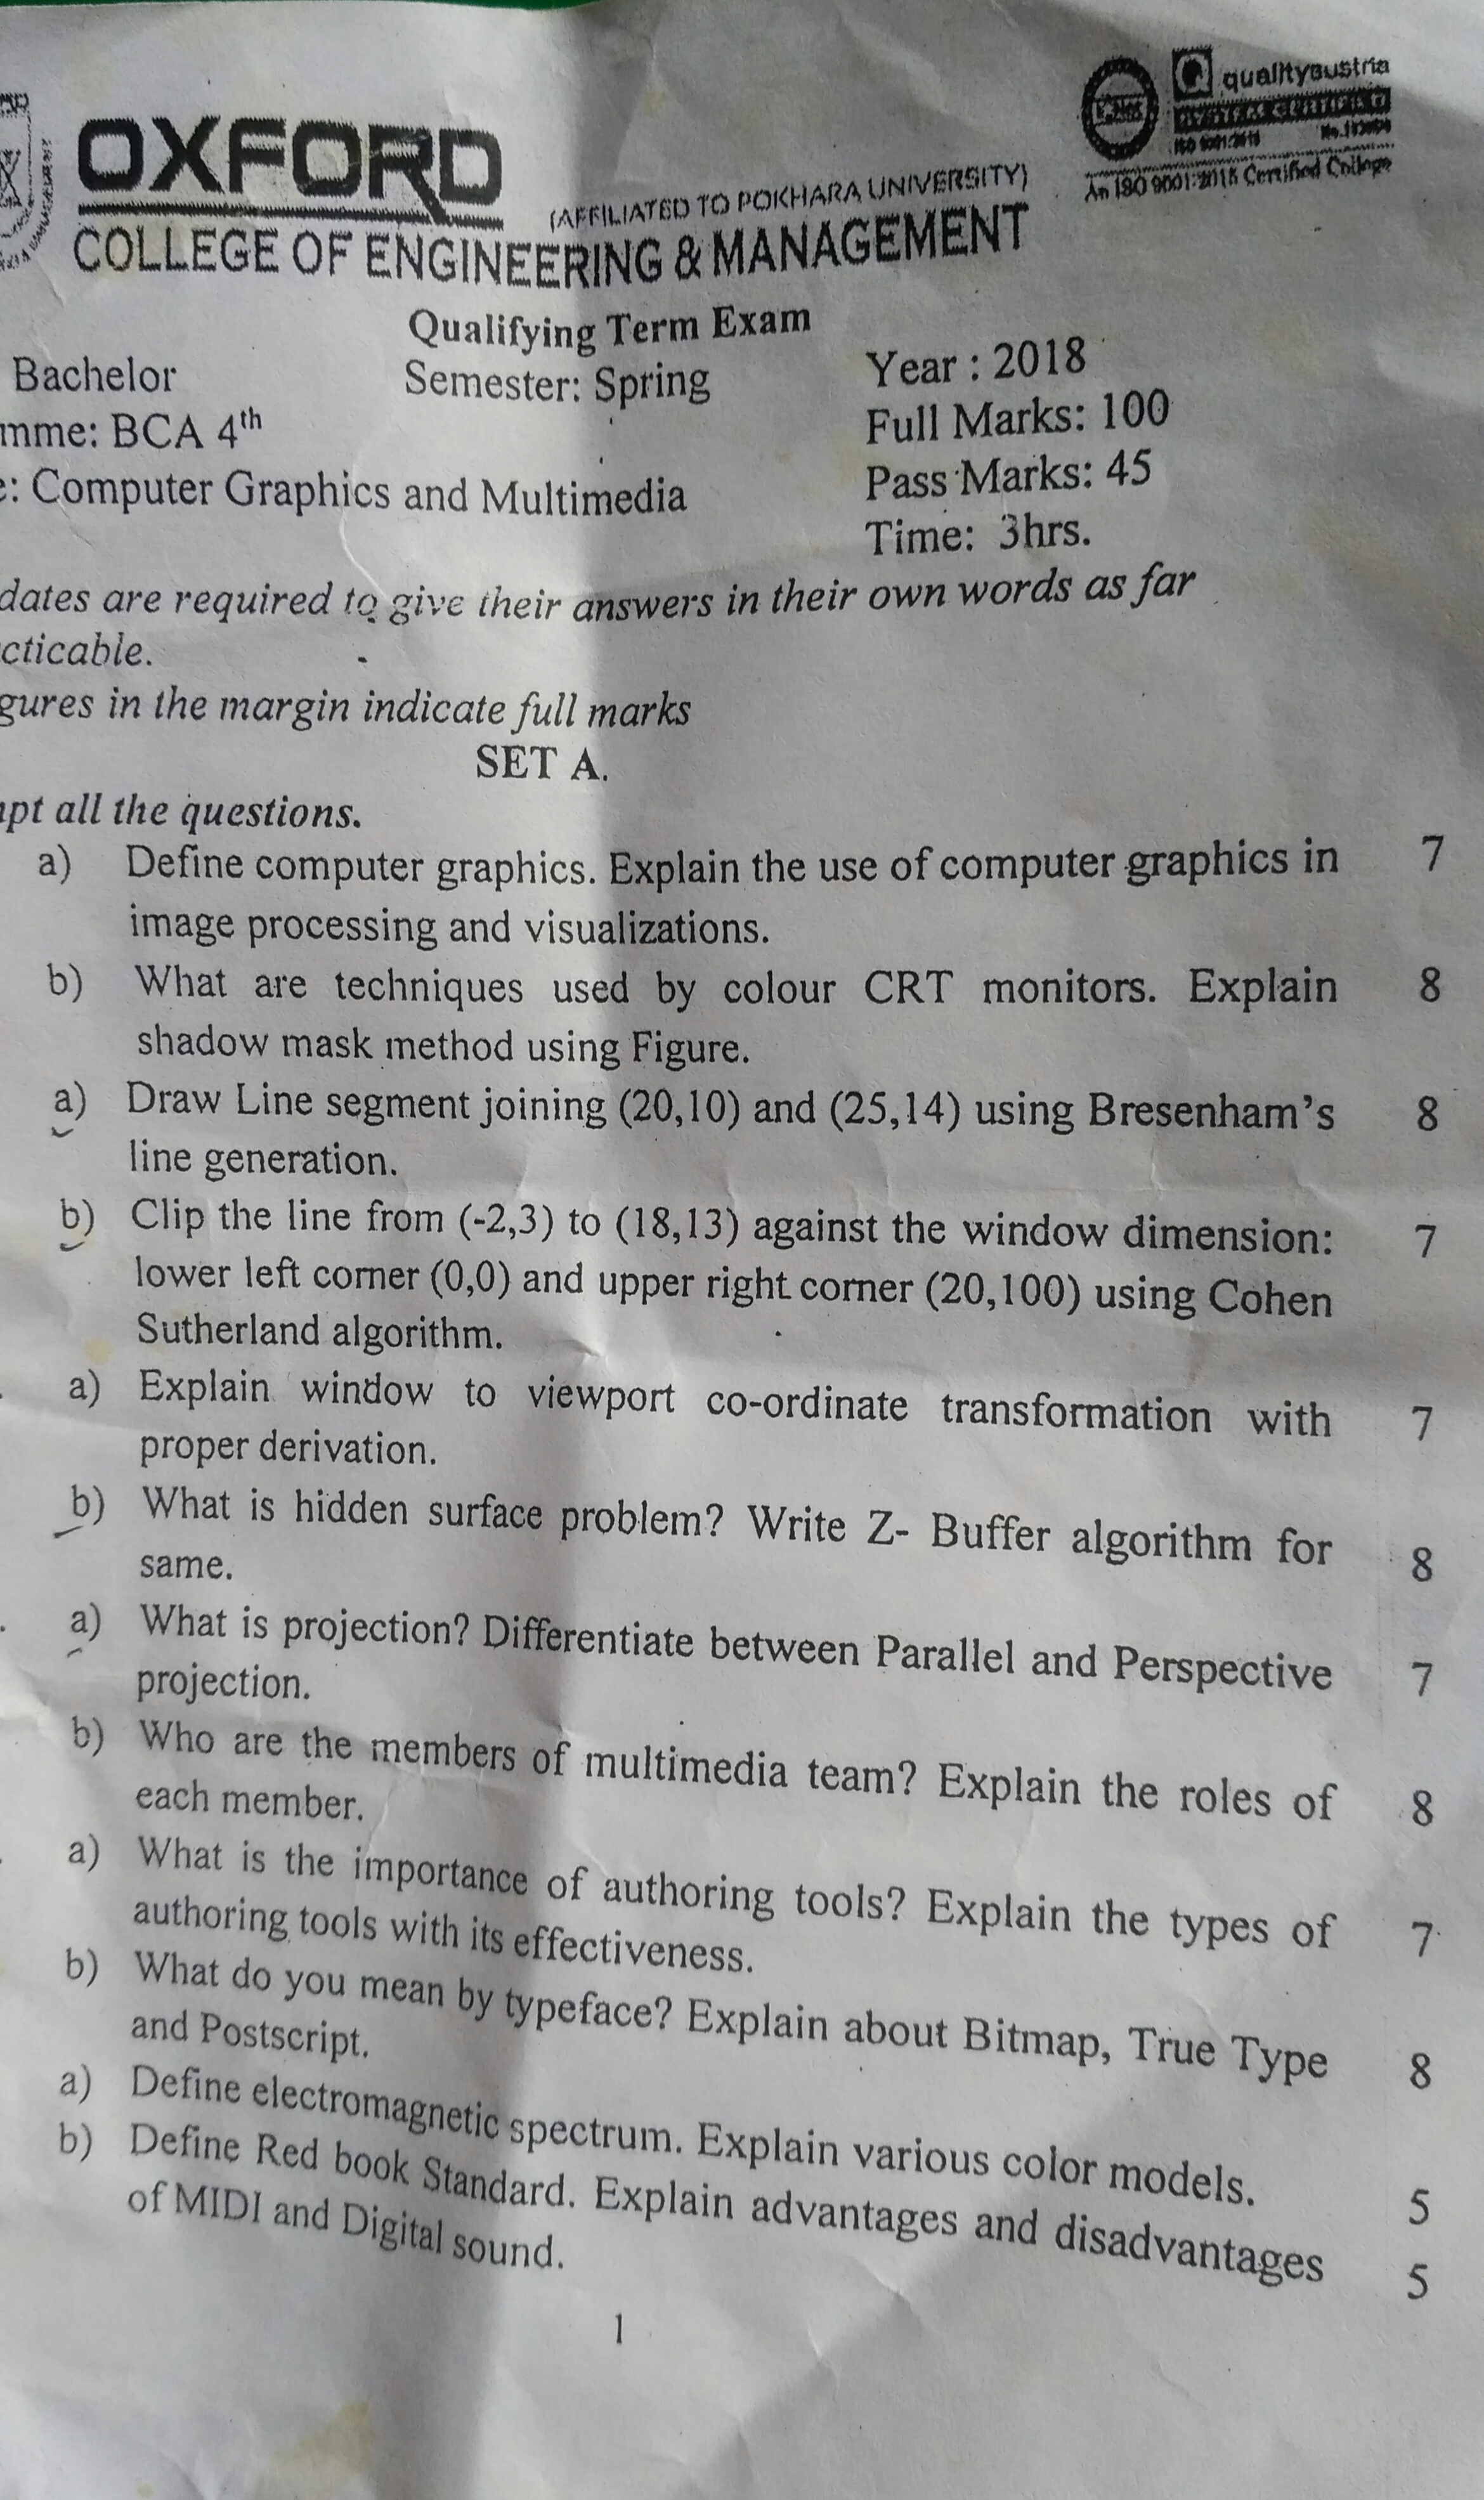 OXFORD
(AFFILIATED TO POKHARA UNIVERSITY)
COLLEGE OF ENGINEERING & MANAGEMENT
qualityaustria
An ISO 9001:2015 Certified College
Qualifying Term Exam
Bachelor Semester: Spring Year : 2018
mme: BCA 4th Full Marks: 100
e: Computer Graphics and Multimedia Pass Marks: 45
Time: 3hrs.
dates are required to give their answers in their own words as far
cticable.
gures in the margin indicate full marks
SET A.
npt all the questions.
a) Define computer graphics. Explain the use of computer graphics in 7
image processing and visualizations.
b) What are techniques used by colour CRT monitors. Explain 8
shadow mask method using Figure.
a) Draw Line segment joining (20,10) and (25,14) using Bresenham's 8
line generation.
b) Clip the line from (-2,3) to (18,13) against the window dimension: 7
lower left corner (0,0) and upper right corner (20,100) using Cohen
Sutherland algorithm.
a) Explain window to viewport co-ordinate transformation with 7
proper derivation.
b) What is hidden surface problem? Write Z- Buffer algorithm for 8
same.
a) What is projection? Differentiate between Parallel and Perspective 7
projection.
b) Who are the members of multimedia team? Explain the roles of 8
each member.
a) What is the importance of authoring tools? Explain the types of 7
authoring tools with its effectiveness.
b) What do you mean by typeface? Explain about Bitmap, True Type 8
and Postscript.
a) Define electromagnetic spectrum. Explain various color models. 5
b) Define Red book Standard. Explain advantages and disadvantages 5
of MIDI and Digital sound.
1